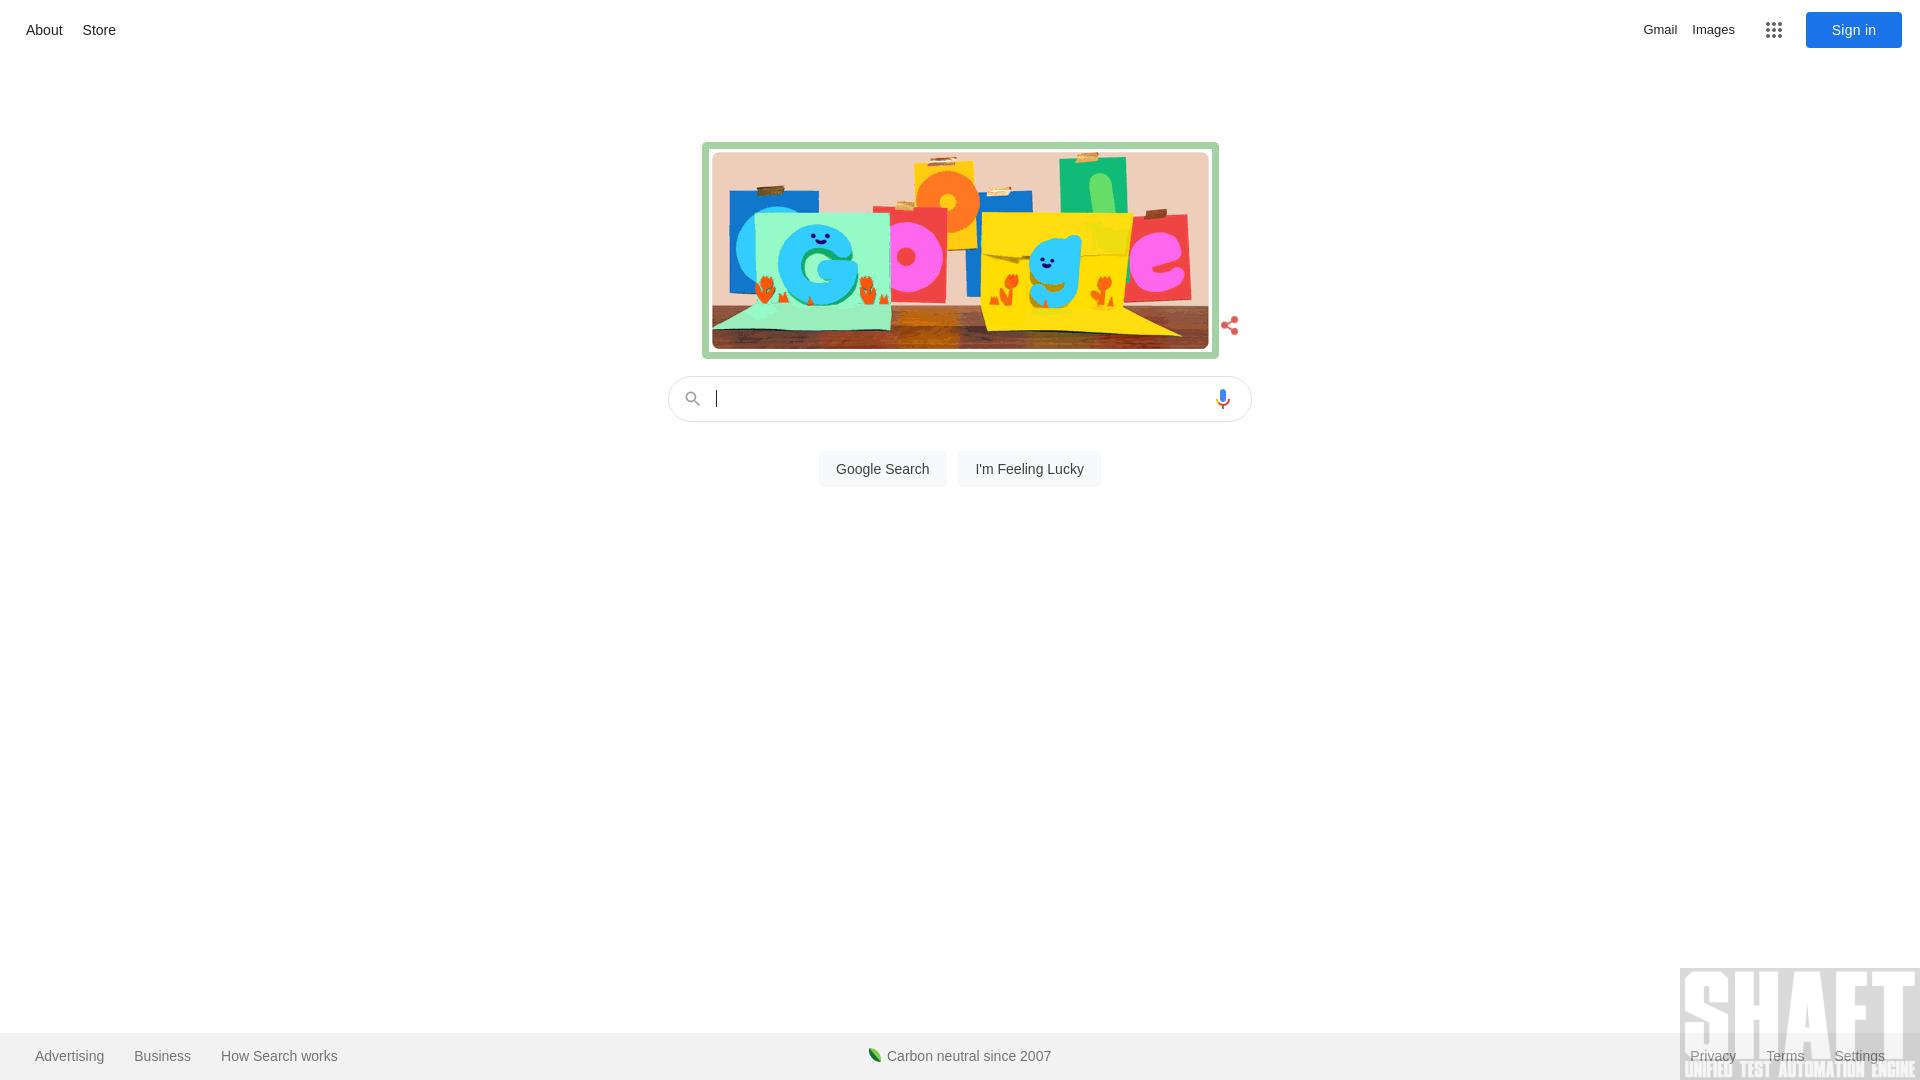 About Store
Gmail Images Sign in
Google
Google Search I'm Feeling Lucky
Advertising Business How Search works
Carbon neutral since 2007
Privacy Terms Settings
SHAFT
UNIFIED TEST AUTOMATION ENGINE